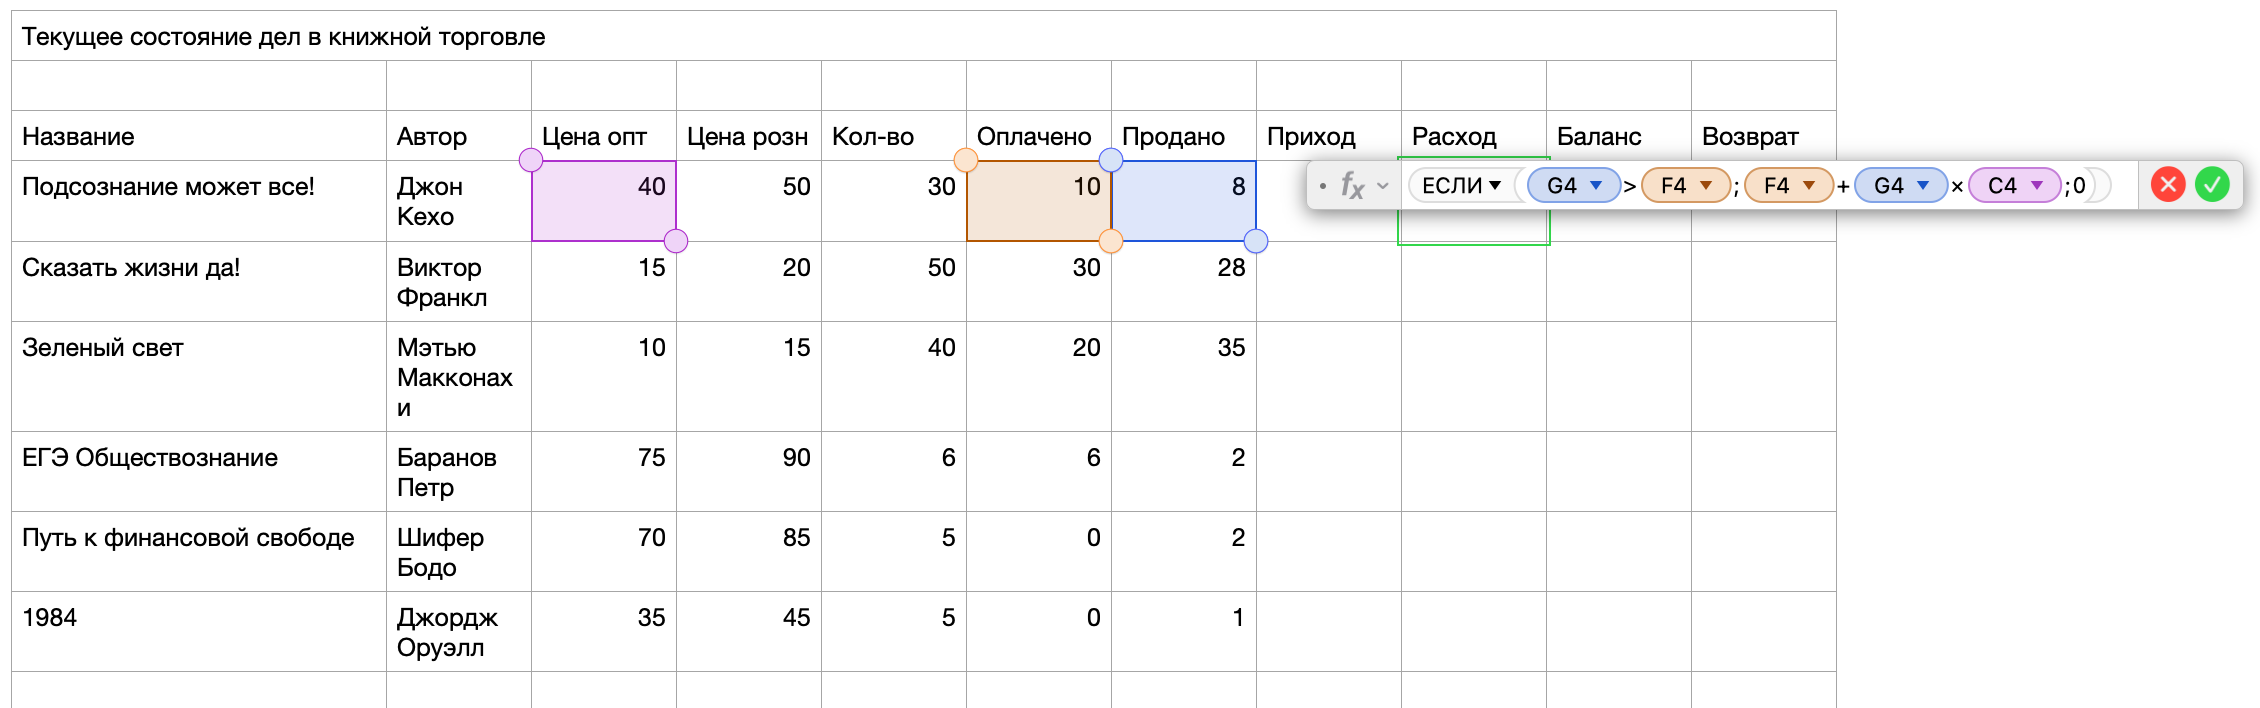 Текущее состояние дел в книжной торговле
Название Автор Цена опт Цена розн Кол-во Оплачено Продано Приход Расход Баланс Возврат
Подсознание может все! Джон Кехо 40 50 30 10 8 fx ЕСЛИ G4 > F4 ; F4 + G4 × C4 ;0
Сказать жизни да! Виктор Франкл 15 20 50 30 28
Зеленый свет Мэтью Макконахи 10 15 40 20 35
ЕГЭ Обществознание Баранов Петр 75 90 6 6 2
Путь к финансовой свободе Шифер Бодо 70 85 5 0 2
1984 Джордж Оруэлл 35 45 5 0 1